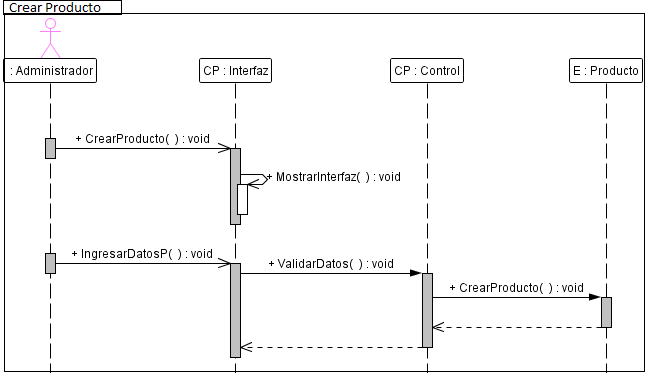 Crear Producto
: Administrador
CP : Interfaz
CP : Control
E : Producto
+ CrearProducto( ) : void
+ MostrarInterfaz( ) : void
+ IngresarDatosP( ) : void
+ ValidarDatos( ) : void
+ CrearProducto( ) : void